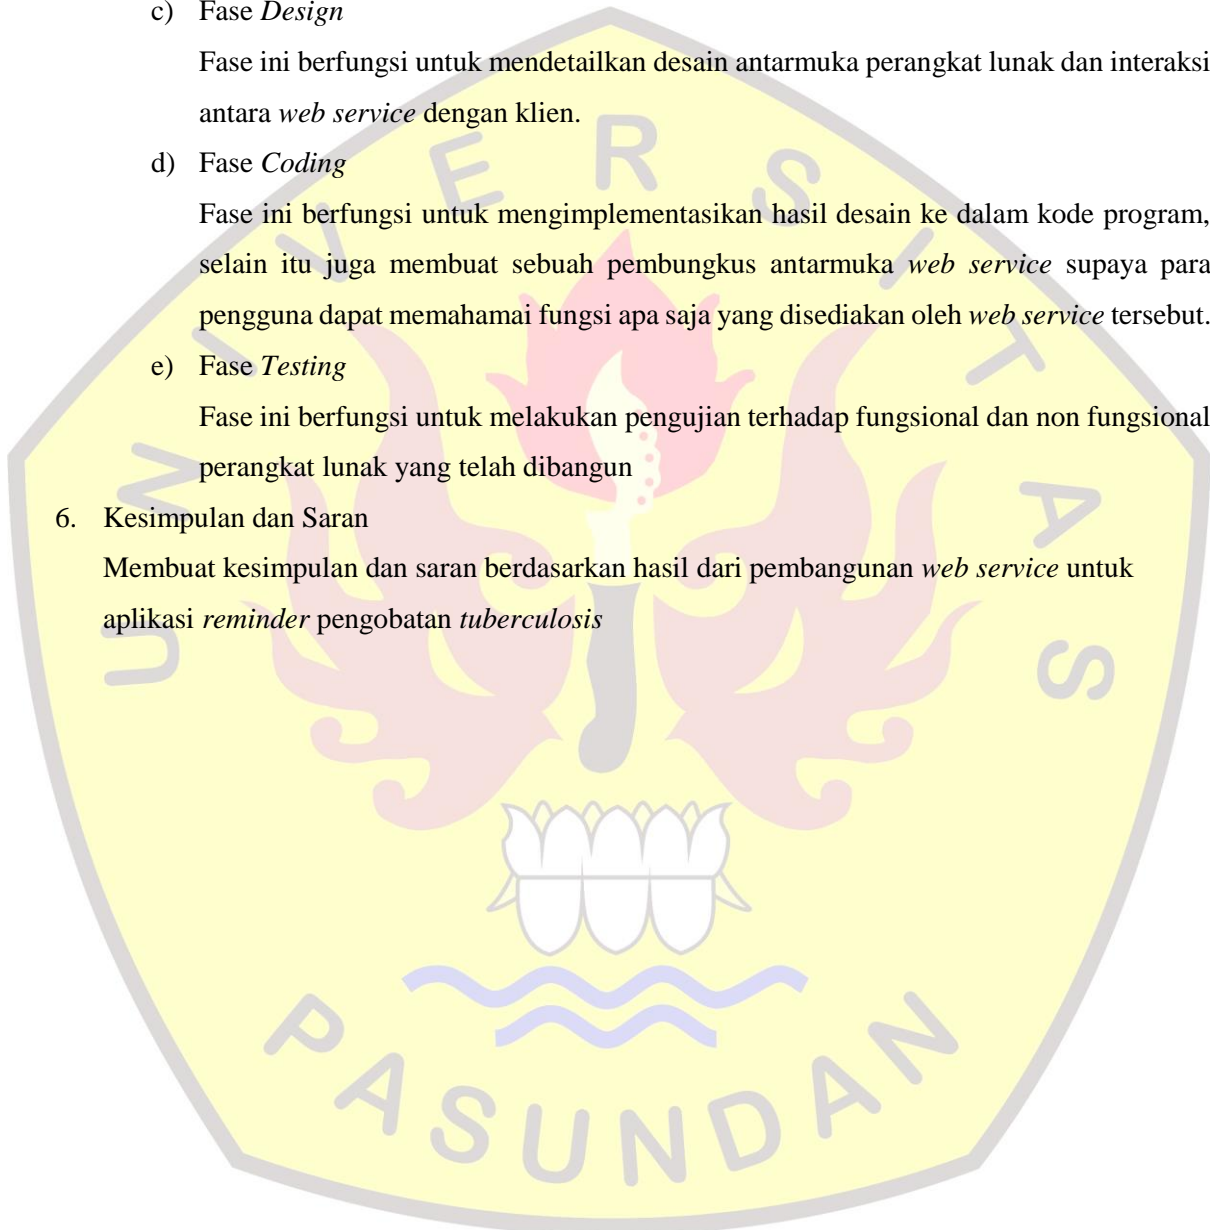 c) Fase Design
Fase ini berfungsi untuk mendetailkan desain antarmuka perangkat lunak dan interaksi
antara web service dengan klien.
d) Fase Coding
Fase ini berfungsi untuk mengimplementasikan hasil desain ke dalam kode program,
selain itu juga membuat sebuah pembungkus antarmuka web service supaya para
pengguna dapat memahamai fungsi apa saja yang disediakan oleh web service tersebut.
e) Fase Testing
Fase ini berfungsi untuk melakukan pengujian terhadap fungsional dan non fungsional
perangkat lunak yang telah dibangun
6. Kesimpulan dan Saran
Membuat kesimpulan dan saran berdasarkan hasil dari pembangunan web service untuk
aplikasi reminder pengobatan tuberculosis
UNIVERSITAS
PASUNDAN